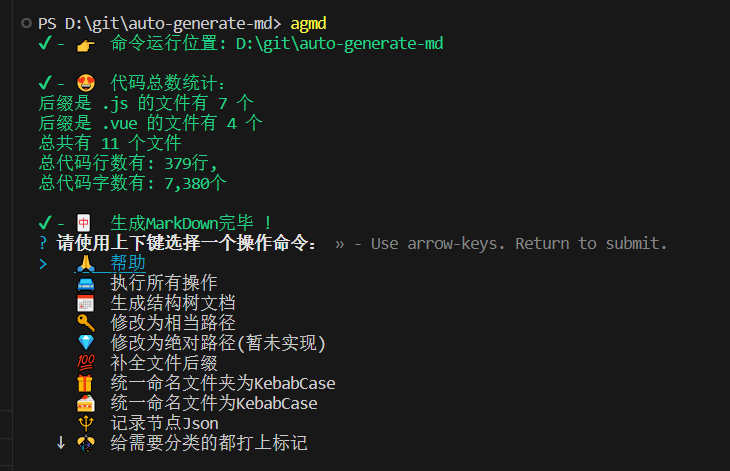 PS D:\git\auto-generate-md> agmd
✔ - 👉 命令运行位置: D:\git\auto-generate-md
✔ - 😍 代码总数统计:
后缀是 .js 的文件有 7 个
后缀是 .vue 的文件有 4 个
总共有 11 个文件
总代码行数有: 379行,
总代码字数有: 7,380个
✔ - 🀄 生成MarkDown完毕 !
? 请使用上下键选择一个操作命令: » - Use arrow-keys. Return to submit.
> 🙏 帮助
🚘 执行所有操作
📅 生成结构树文档
🔑 修改为相当路径
💎 修改为绝对路径(暂未实现)
💯 补全文件后缀
🎁 统一命名文件夹为KebabCase
🍰 统一命名文件为KebabCase
🔱 记录节点Json
↓ 给需要分类的都打上标记